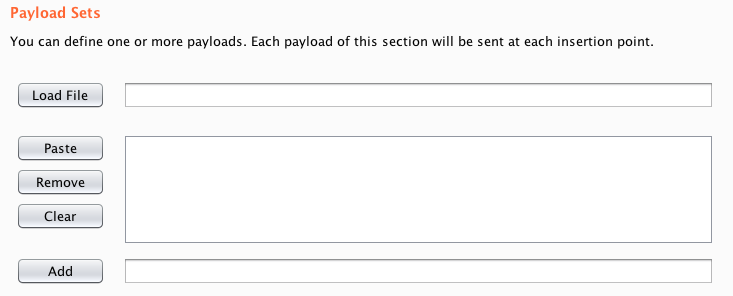 Payload Sets
You can define one or more payloads. Each payload of this section will be sent at each insertion point.
Load File
Paste
Remove
Clear
Add